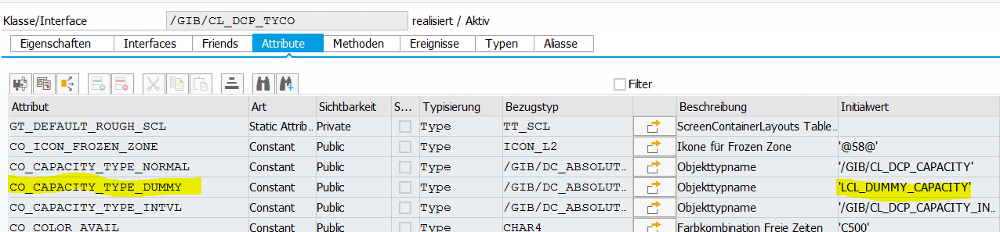 Klasse/Interface /GIB/CL_DCP_TYCO realisiert / Aktiv
Eigenschaften Interfaces Friends Attribute Methoden Ereignisse Typen Aliasse
Filter
Attribut Art Sichtbarkeit S... Typisierung Bezugstyp Beschreibung Initialwert
GT_DEFAULT_ROUGH_SCL Static Attrib... Private Type TT_SCL ScreenContainerLayouts Table...
CO_ICON_FROZEN_ZONE Constant Public Type ICON_L2 Ikone für Frozen Zone '@S8@'
CO_CAPACITY_TYPE_NORMAL Constant Public Type /GIB/DC_ABSOLUT... Objekttypname '/GIB/CL_DCP_CAPACITY'
CO_CAPACITY_TYPE_DUMMY Constant Public Type /GIB/DC_ABSOLUT... Objekttypname 'LCL_DUMMY_CAPACITY'
CO_CAPACITY_TYPE_INTVL Constant Public Type /GIB/DC_ABSOLUT... Objekttypname '/GIB/CL_DCP_CAPACITY_IN...
CO_COLOR_AVAIL Constant Public Type CHAR4 Farbkombination Freie Zeiten 'C500'